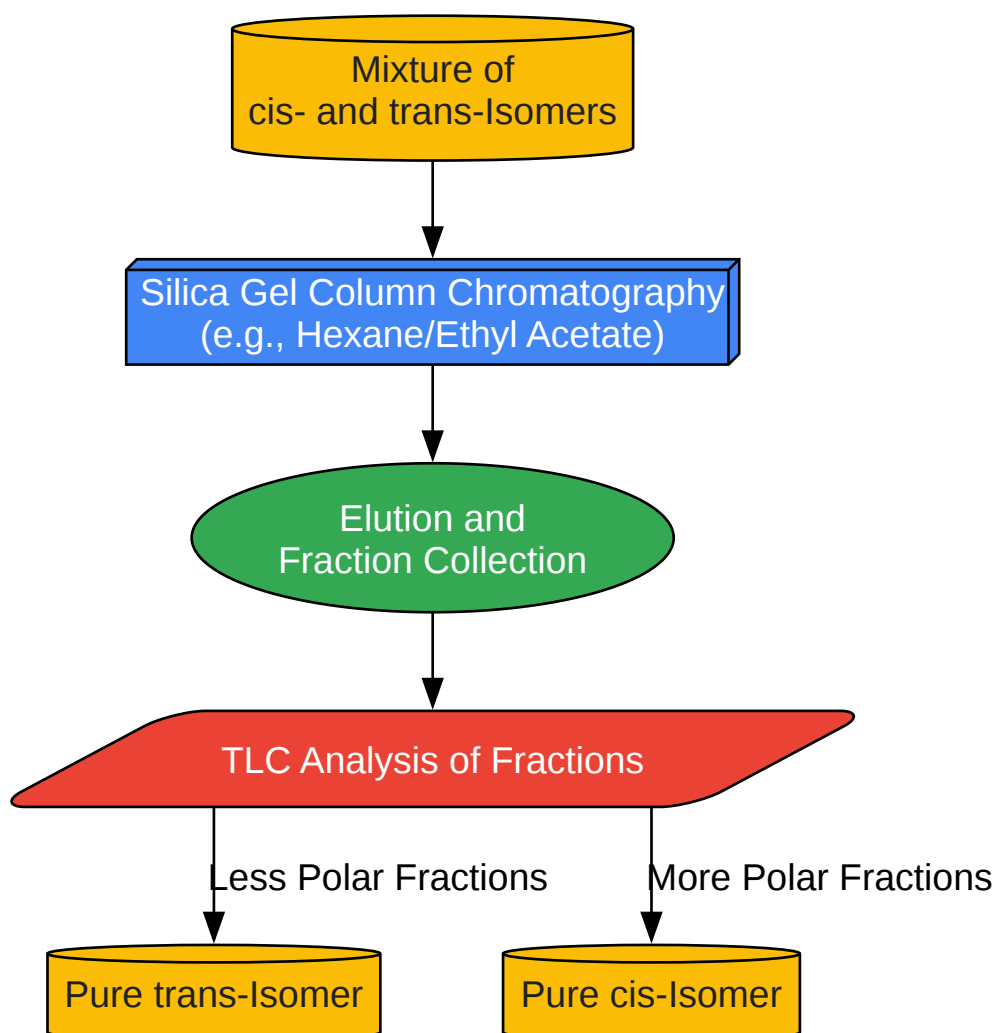 Mixture of
cis- and trans-Isomers
Silica Gel Column Chromatography
(e.g., Hexane/Ethyl Acetate)
Elution and
Fraction Collection
TLC Analysis of Fractions
Less Polar Fractions
More Polar Fractions
Pure trans-Isomer
Pure cis-Isomer